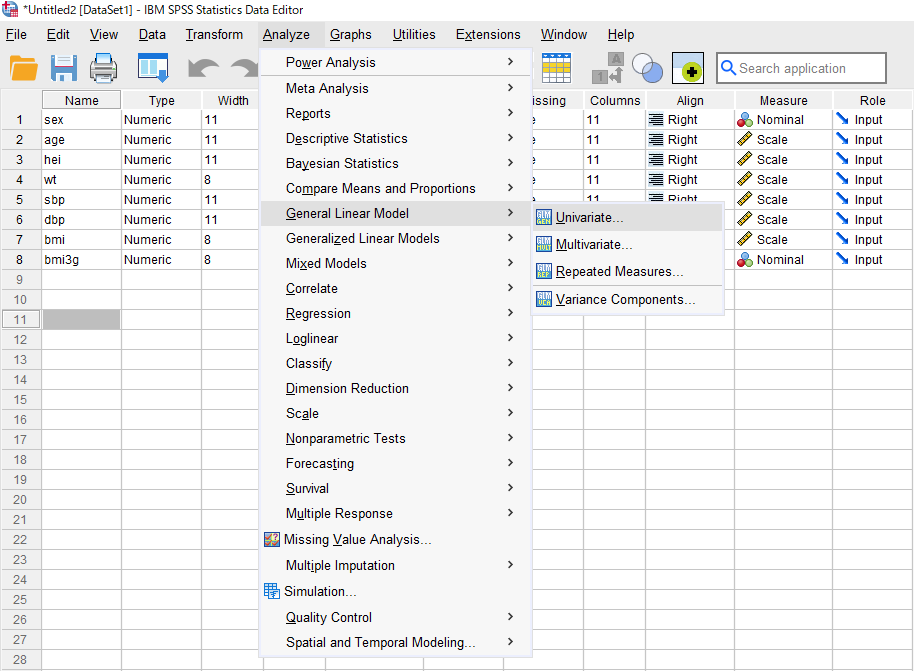 *Untitled2 [DataSet1] - IBM SPSS Statistics Data Editor
File Edit View Data Transform Analyze Graphs Utilities Extensions Window Help
Search application
Name Type Width issing Columns Align Measure Role
1 sex Numeric 11 e 11 Right Nominal Input
2 age Numeric 11 e 11 Right Scale Input
3 hei Numeric 11 e 11 Right Scale Input
4 wt Numeric 8 e 11 Right Scale Input
5 sbp Numeric 11 e 11 Right Scale Input
6 dbp Numeric 11 Scale Input
7 bmi Numeric 8 Scale Input
8 bmi3g Numeric 8 Nominal Input
9
10
11
12
13
14
15
16
17
18
19
20
21
22
23
24
25
26
27
28
Power Analysis
Meta Analysis
Reports
Descriptive Statistics
Bayesian Statistics
Compare Means and Proportions
General Linear Model
Generalized Linear Models
Mixed Models
Correlate
Regression
Loglinear
Classify
Dimension Reduction
Scale
Nonparametric Tests
Forecasting
Survival
Multiple Response
Missing Value Analysis...
Multiple Imputation
Simulation...
Quality Control
Spatial and Temporal Modeling...
Univariate...
Multivariate...
Repeated Measures...
Variance Components...